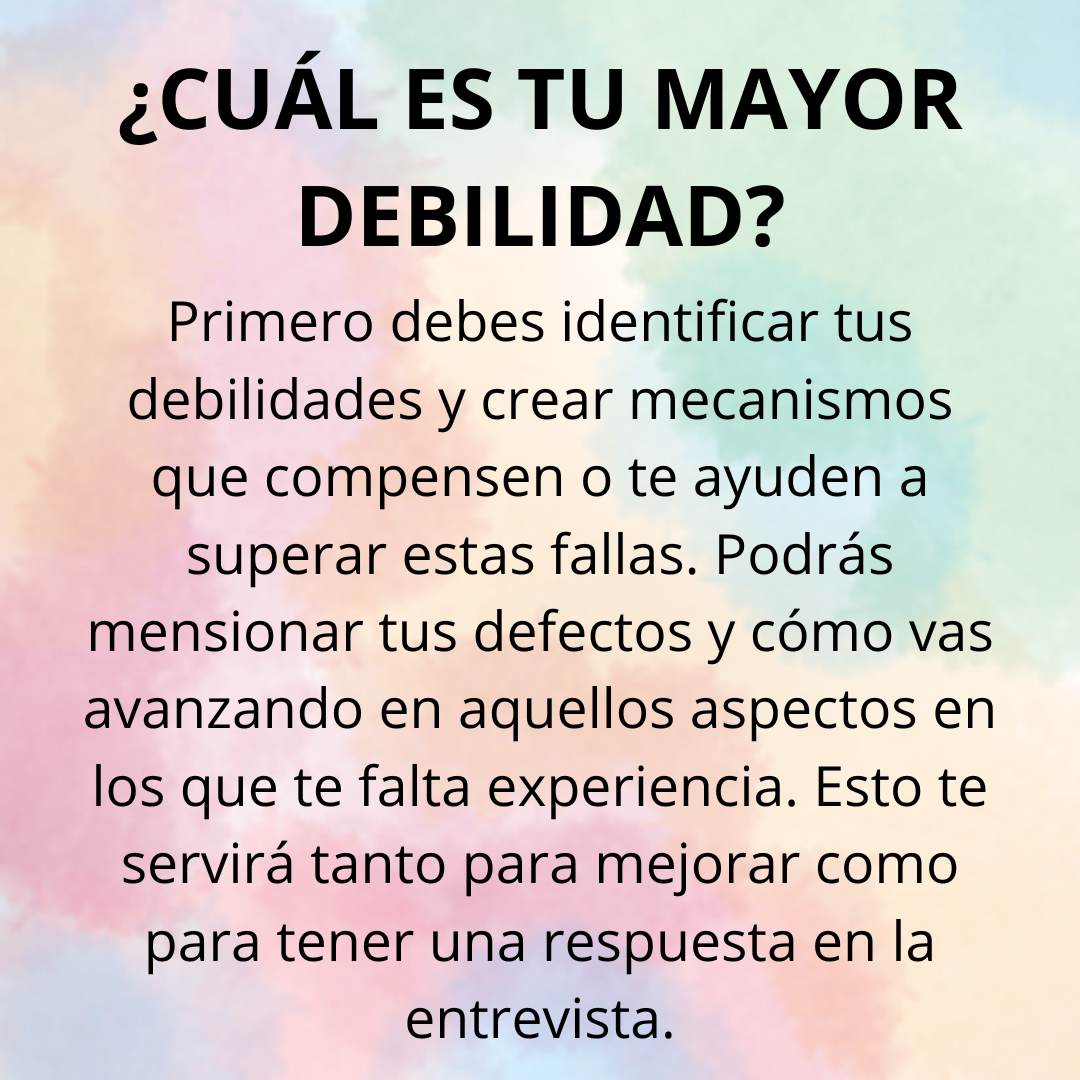 ¿CUÁL ES TU MAYOR
DEBILIDAD?
Primero debes identificar tus
debilidades y crear mecanismos
que compensen o te ayuden a
superar estas fallas. Podrás
mensionar tus defectos y cómo vas
avanzando en aquellos aspectos en
los que te falta experiencia. Esto te
servirá tanto para mejorar como
para tener una respuesta en la
entrevista.